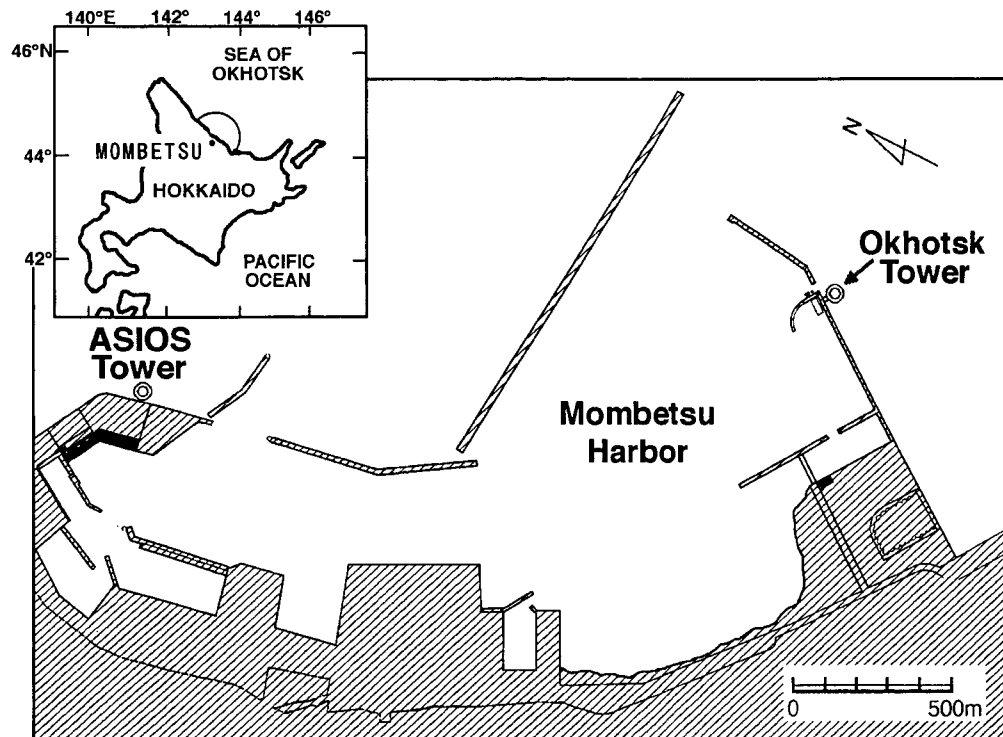 140°E 142° 144° 146°
46°N
SEA OF
OKHOTSK
MOMBETSU
44°
HOKKAIDO
42°
PACIFIC
OCEAN
N
ASIOS
Tower
Okhotsk
Tower
Mombetsu
Harbor
0 500m